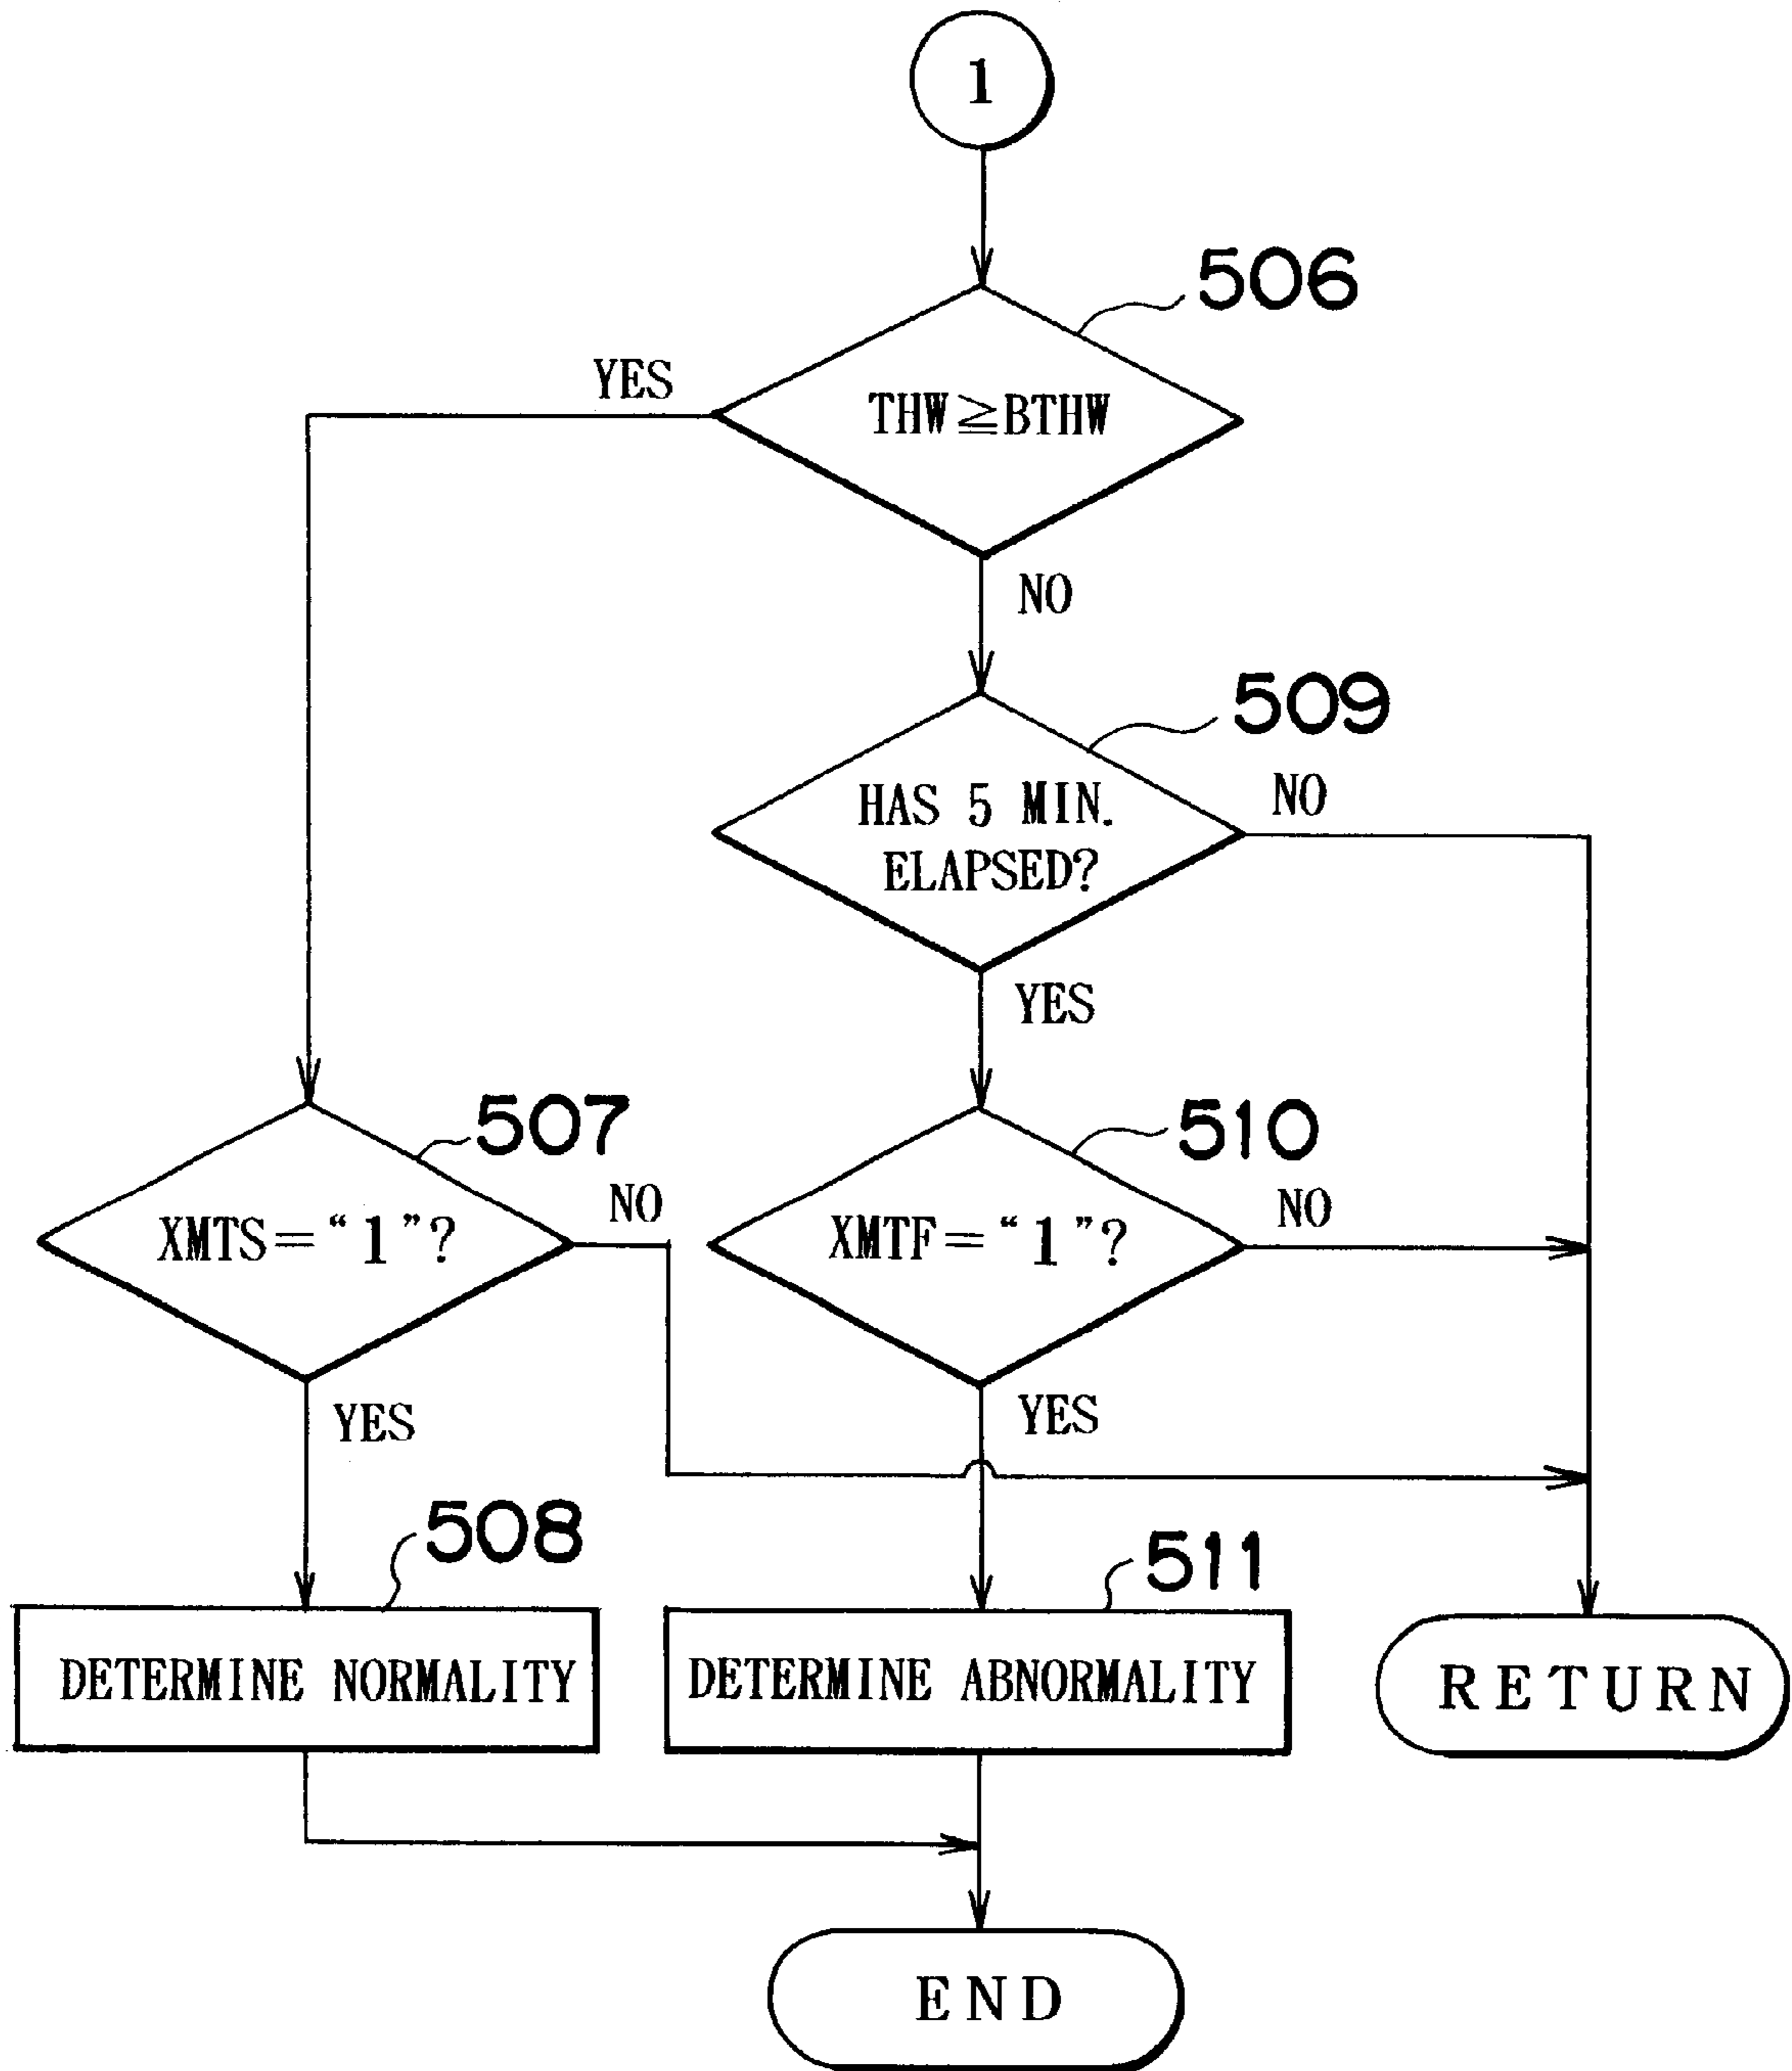 1
506
YES
THW≧BTHW
NO
509
HAS 5 MIN.
ELAPSED?
NO
YES
507
510
XMTS=“1”?
NO
XMTF=“1”?
NO
YES
YES
508
511
DETERMINE NORMALITY
DETERMINE ABNORMALITY
RETURN
END